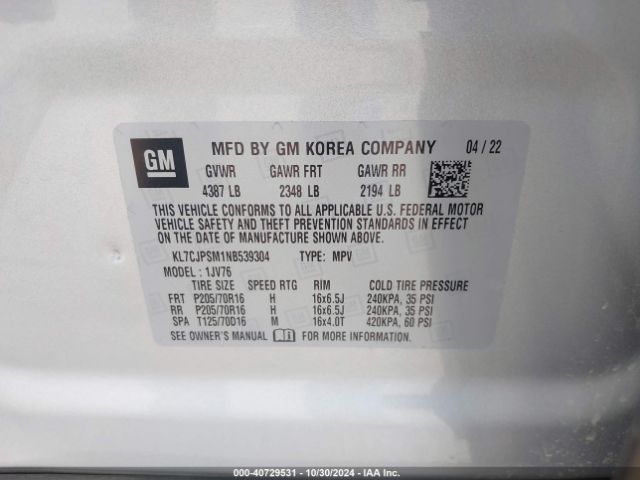 GM
MFD BY GM KOREA COMPANY 04 / 22
GVWR GAWR FRT GAWR RR
4387 LB 2348 LB 2194 LB
THIS VEHICLE CONFORMS TO ALL APPLICABLE U.S. FEDERAL MOTOR
VEHICLE SAFETY AND THEFT PREVENTION STANDARDS IN EFFECT
ON THE DATE OF MANUFACTURE SHOWN ABOVE.
KL7CJPSM1NB539304 TYPE: MPV
MODEL : 1JV76
TIRE SIZE SPEED RTG RIM COLD TIRE PRESSURE
FRT P205/70R16 H 16x6.5J 240KPA, 35 PSI
RR P205/70R16 H 16x6.5J 240KPA, 35 PSI
SPA T125/70D16 M 16x4.0T 420KPA, 60 PSI
SEE OWNER'S MANUAL FOR MORE INFORMATION.
000-40729531 - 10/30/2024 - IAA Inc.